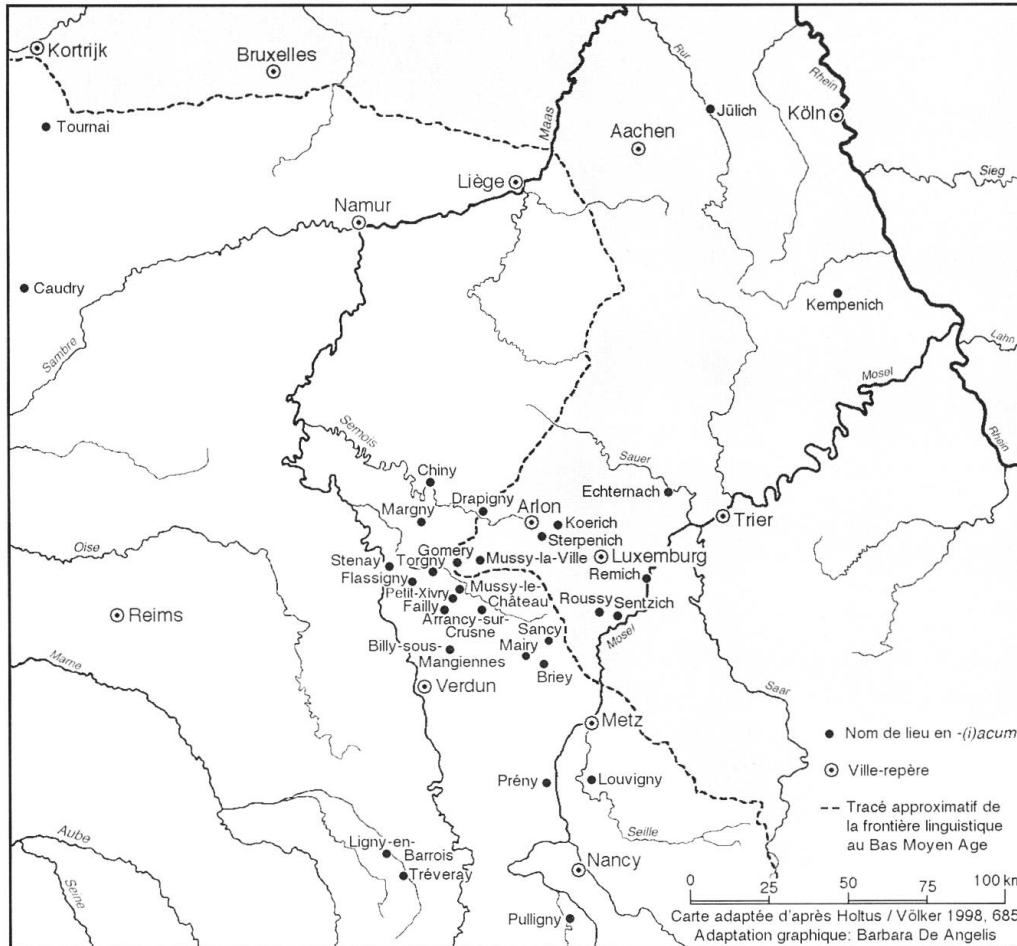 Kortrijk
Bruxelles
Tournai
Maas
Rur
Jülich
Rhein
Köln
Aachen
Liège
Sieg
Namur
Caudry
Sambre
Kempenich
Lahn
Mosel
Rhein
Semois
Sauer
Chiny
Echternach
Drapigny
Margny
Arlon
Koerich
Trier
Sterpenich
Oise
Gomery
Stenay
Torgny
Mussy-la-Ville
Luxemburg
Flassigny
Remich
Petit-Xivry
Mussy-le-
Château
Failly
Roussy
Sentzich
Reims
Arrancy-sur-
Crusne
Sancy
Mosel
Billy-sous-
Mangiennes
Mairy
Briey
Marne
Verdun
Saar
Metz
Nom de lieu en -(i)acum
Prény
Louvigny
Ville-repère
Tracé approximatif de
la frontière linguistique
au Bas Moyen Age
Seille
Aube
Ligny-en-
Barrois
Tréveray
Nancy
Seine
0 25 50 75 100 km
Pulligny
Carte adaptée d'après Holtus / Völker 1998, 685
Adaptation graphique: Barbara De Angelis